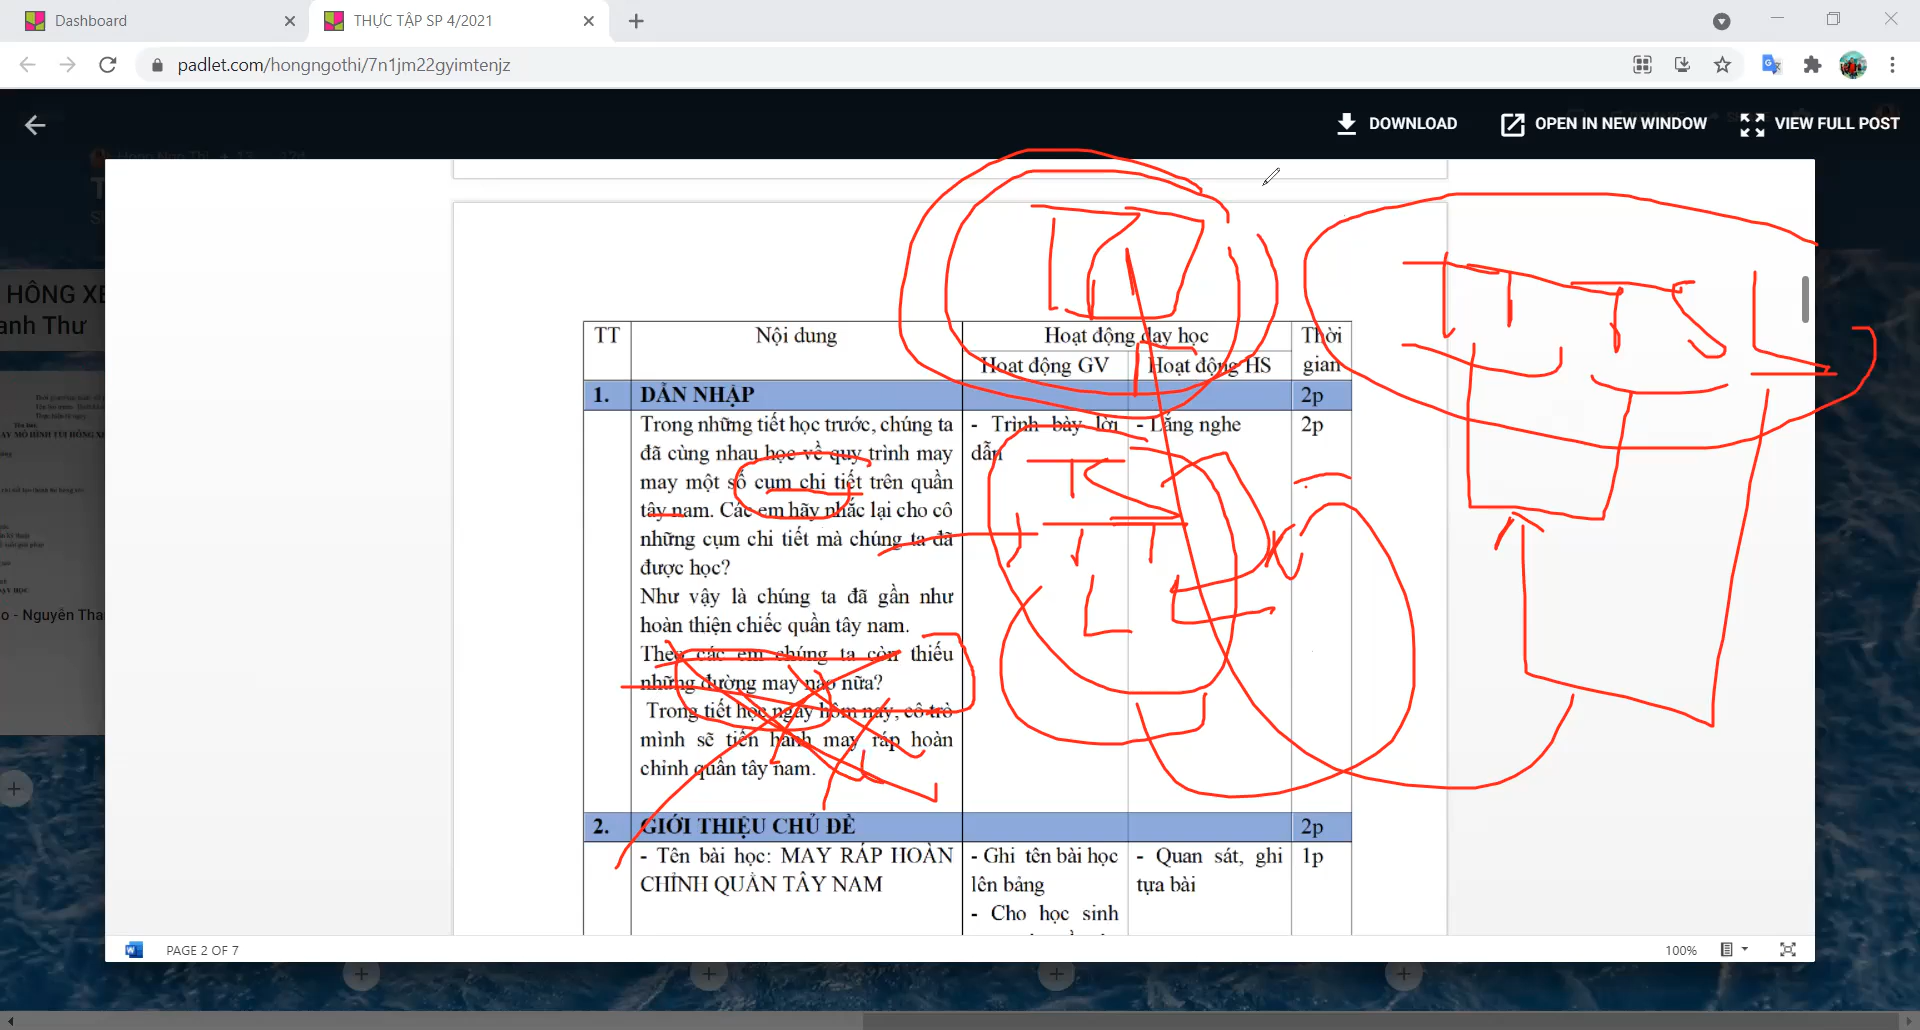 Dashboard
THỰC TẬP SP 4/2021
padlet.com/hongngothi/7n1jm22gyimtenjz
DOWNLOAD
OPEN IN NEW WINDOW
VIEW FULL POST
HÔNG XE
anh Thư
AY MÔ HÌNH TÚI HÔNG XẾ
o - Nguyễn Than
TT
Nội dung
Hoạt động dạy học
Thời gian
Hoạt động GV
Hoạt động HS
1.
DẪN NHẬP
2p
Trong những tiết học trước, chúng ta
đã cùng nhau học về quy trình may
may một số cụm chi tiết trên quần
tây nam. Các em hãy nhắc lại cho cô
những cụm chi tiết mà chúng ta đã
được học?
Như vậy là chúng ta đã gần như
hoàn thiện chiếc quần tây nam.
Theo các em chúng ta còn thiếu
những đường may nào nữa?
Trong tiết học ngày hôm nay, cô trò
mình sẽ tiến hành may ráp hoàn
chỉnh quần tây nam.
- Trình bày lời
dẫn
- Lắng nghe
2p
2.
GIỚI THIỆU CHỦ ĐỀ
2p
- Tên bài học: MAY RÁP HOÀN
CHỈNH QUẦN TÂY NAM
- Ghi tên bài học
lên bảng
- Cho học sinh
- Quan sát, ghi
tựa bài
1p
PAGE 2 OF 7
100%